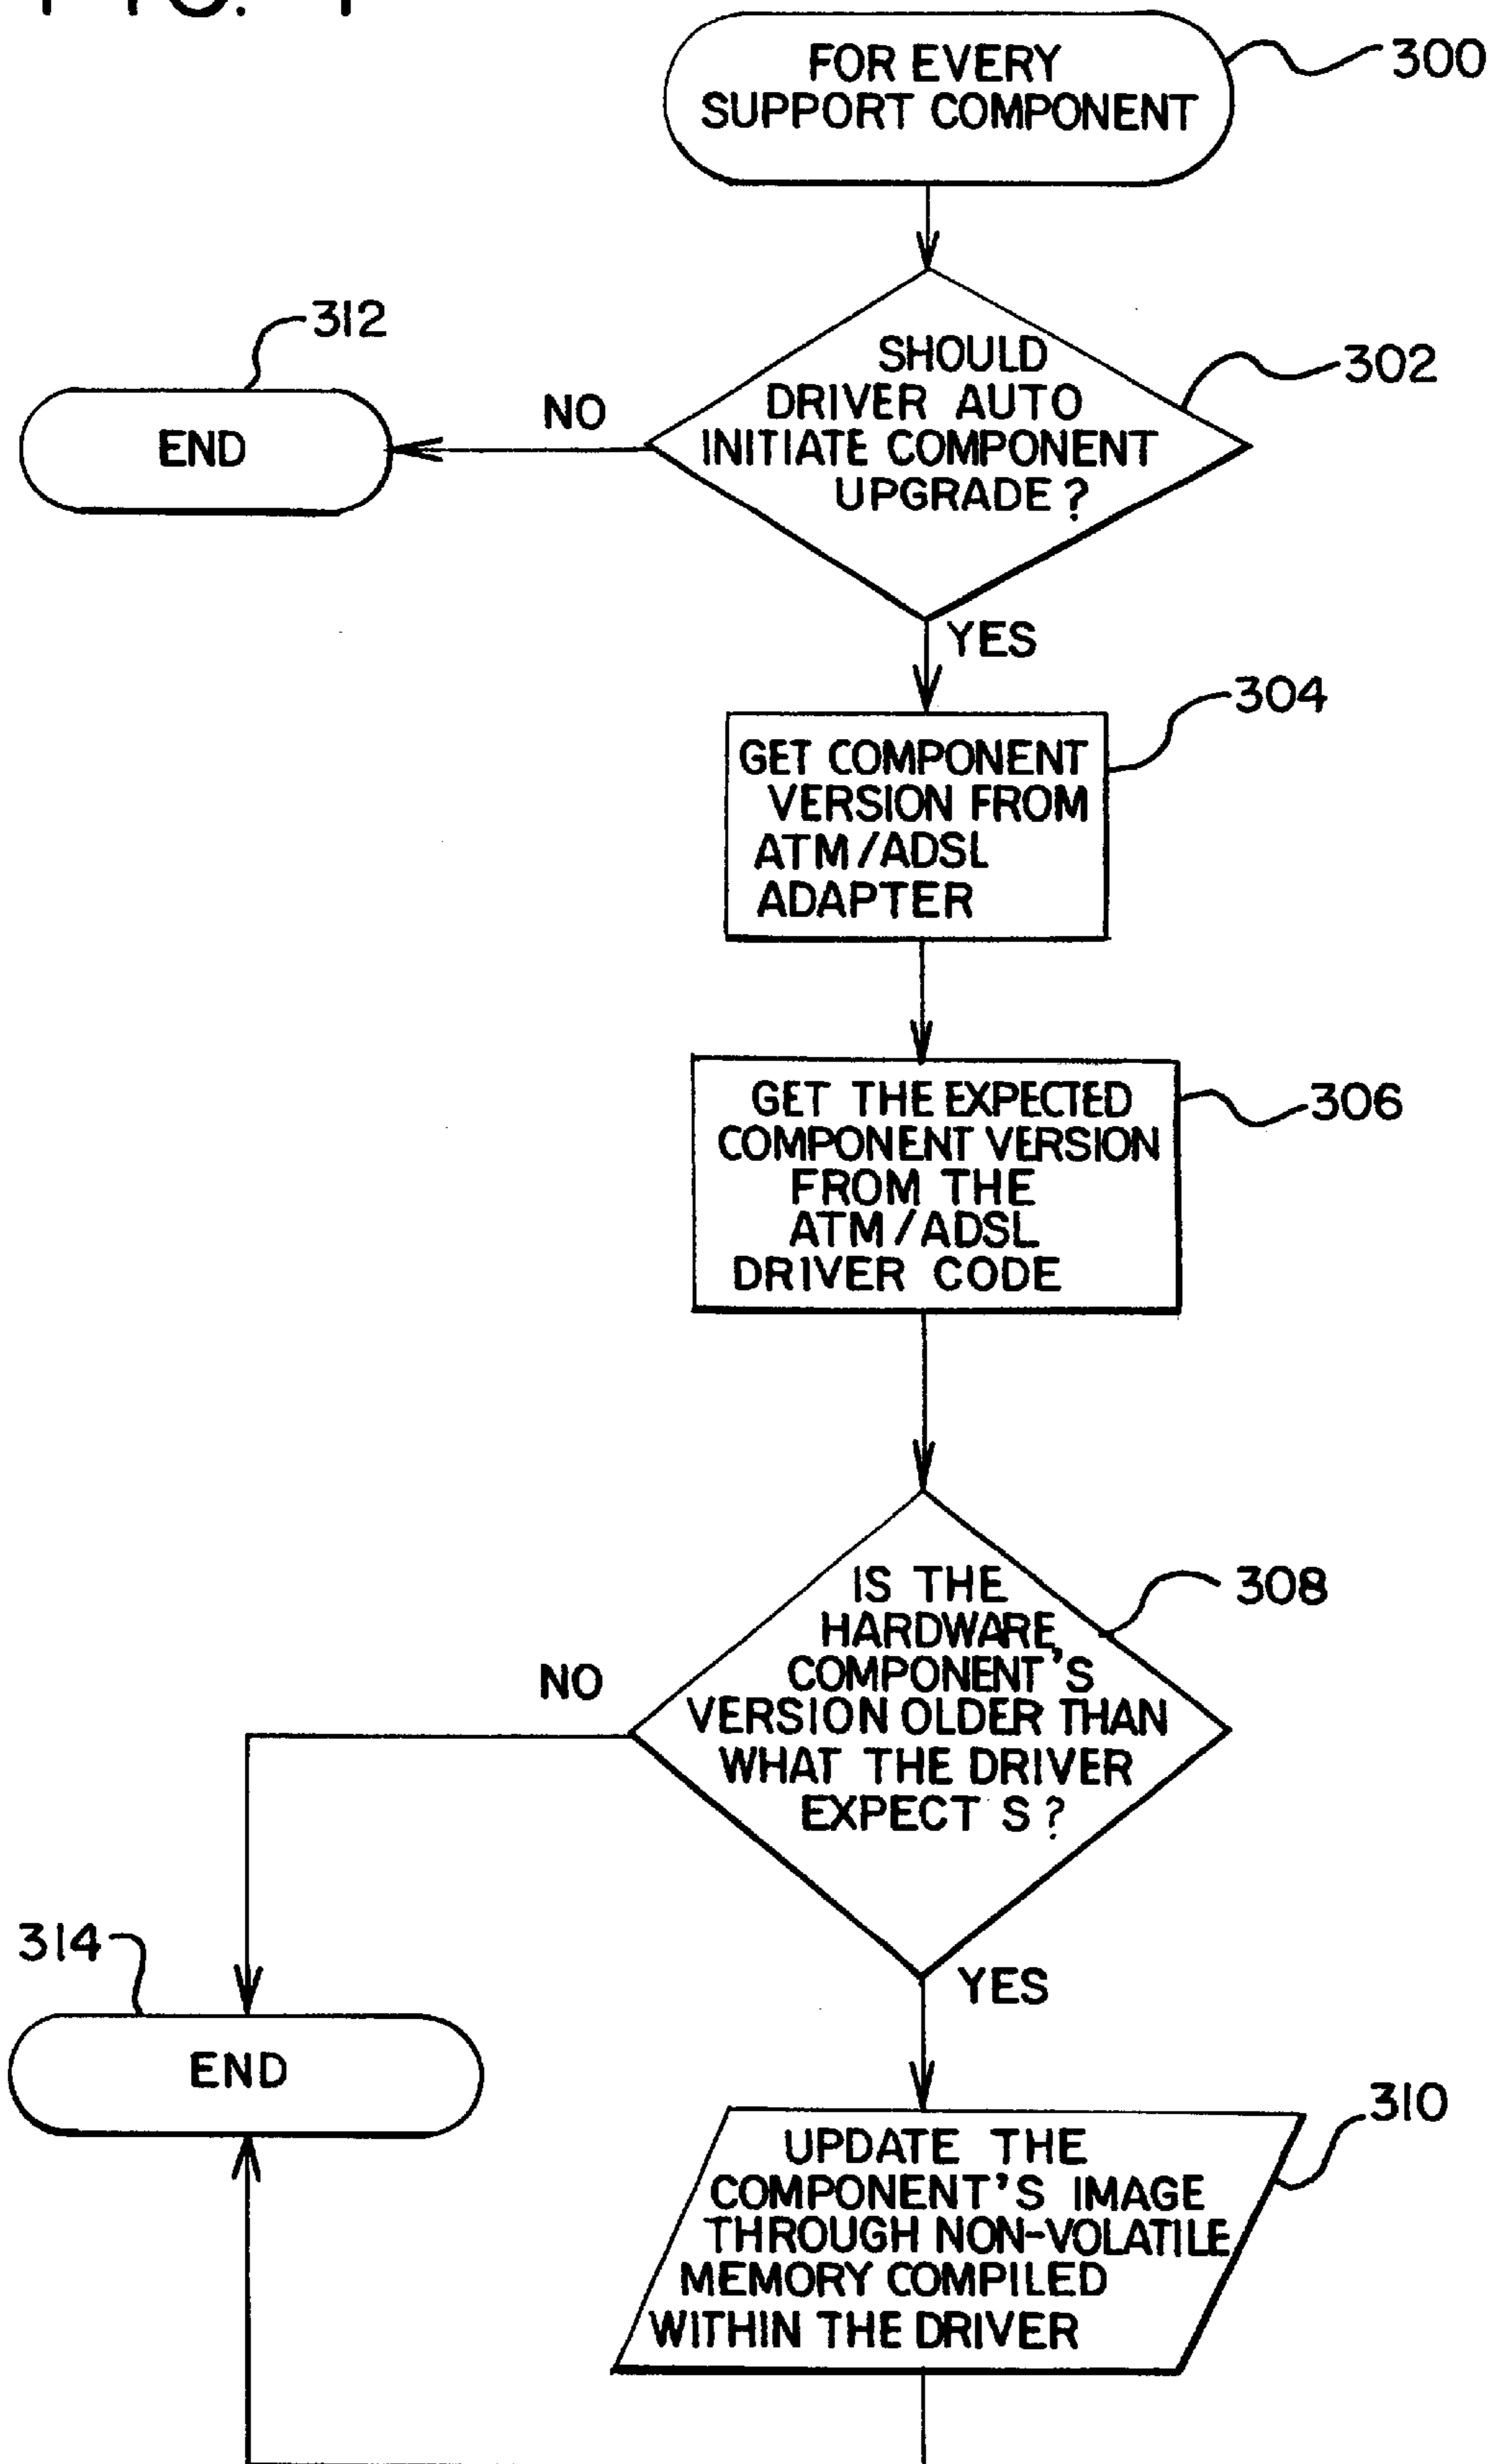 FOR EVERY
SUPPORT COMPONENT
300
312
END
NO
SHOULD
DRIVER AUTO
INITIATE COMPONENT
UPGRADE?
302
YES
304
GET COMPONENT
VERSION FROM
ATM/ADSL
ADAPTER
306
GET THE EXPECTED
COMPONENT VERSION
FROM THE
ATM/ADSL
DRIVER CODE
308
IS THE
HARDWARE
COMPONENT'S
VERSION OLDER THAN
WHAT THE DRIVER
EXPECT S?
NO
YES
314
END
310
UPDATE THE
COMPONENT'S IMAGE
THROUGH NON-VOLATILE
MEMORY COMPILED
WITHIN THE DRIVER